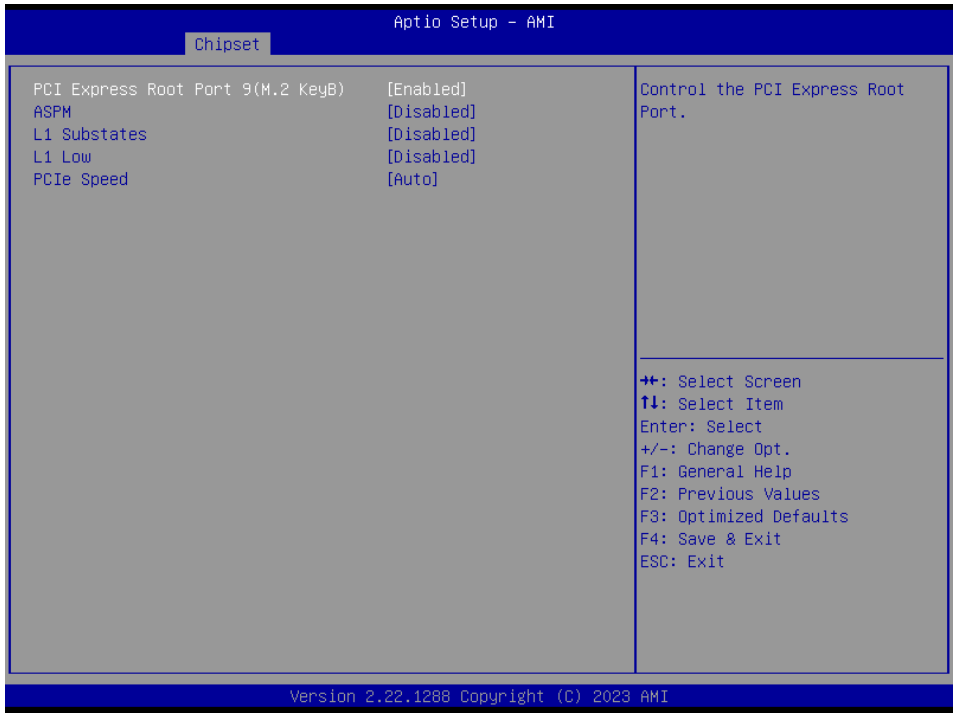 Aptio Setup – AMI
Chipset
PCI Express Root Port 9(M.2 KeyB) [Enabled]
ASPM [Disabled]
L1 Substates [Disabled]
L1 Low [Disabled]
PCIe Speed [Auto]
Control the PCI Express Root
Port.
→←: Select Screen
↑↓: Select Item
Enter: Select
+/-: Change Opt.
F1: General Help
F2: Previous Values
F3: Optimized Defaults
F4: Save & Exit
ESC: Exit
Version 2.22.1288 Copyright (C) 2023 AMI